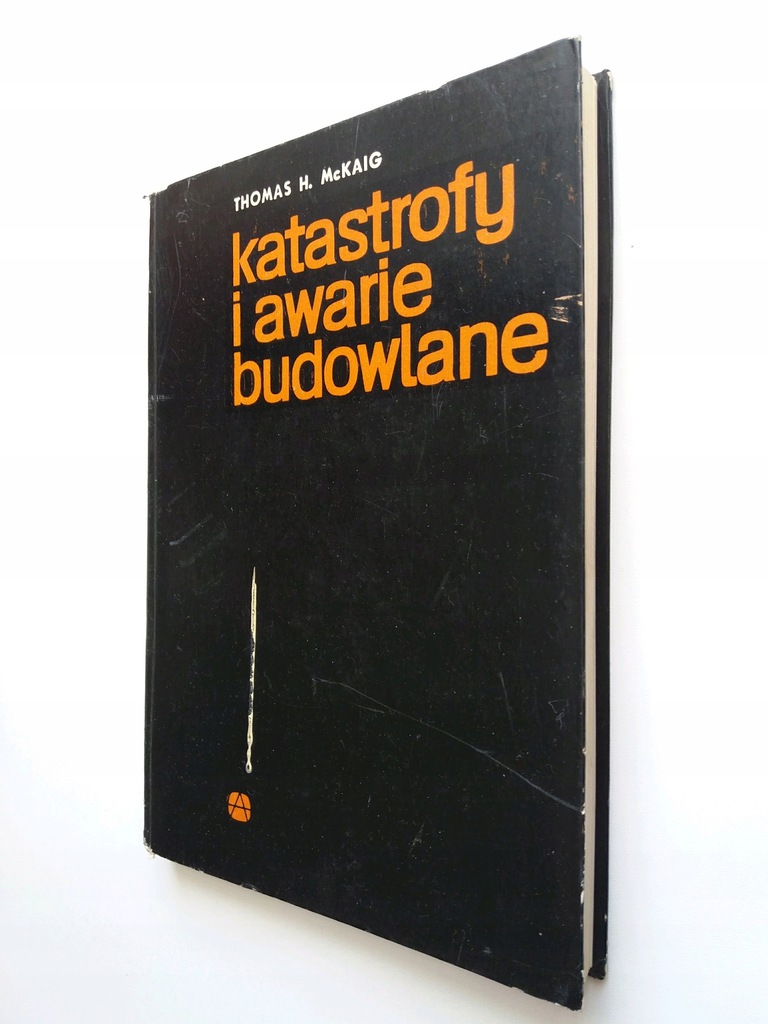 THOMAS H. McKAIG
katastrofy
i awarie
budowlane
A